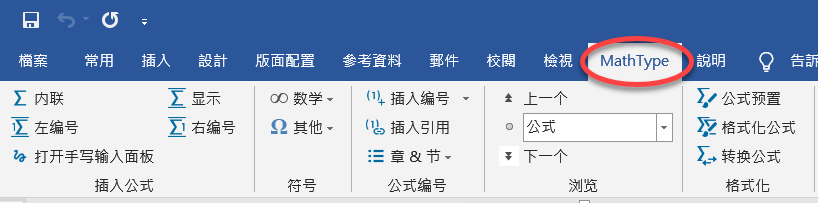 檔案 常用 插入 設計 版面配置 參考資料 郵件 校閱 檢視 MathType 說明 告訴
Σ 内联 Σ 显示 ∞ 数学 (1)+ 插入编号 上一个 公式预置
左编号 右编号 Ω 其他 (1) 插入引用 公式 格式化公式
打开手写输入面板 章 & 节 下一个 转换公式
插入公式 符号 公式编号 浏览 格式化